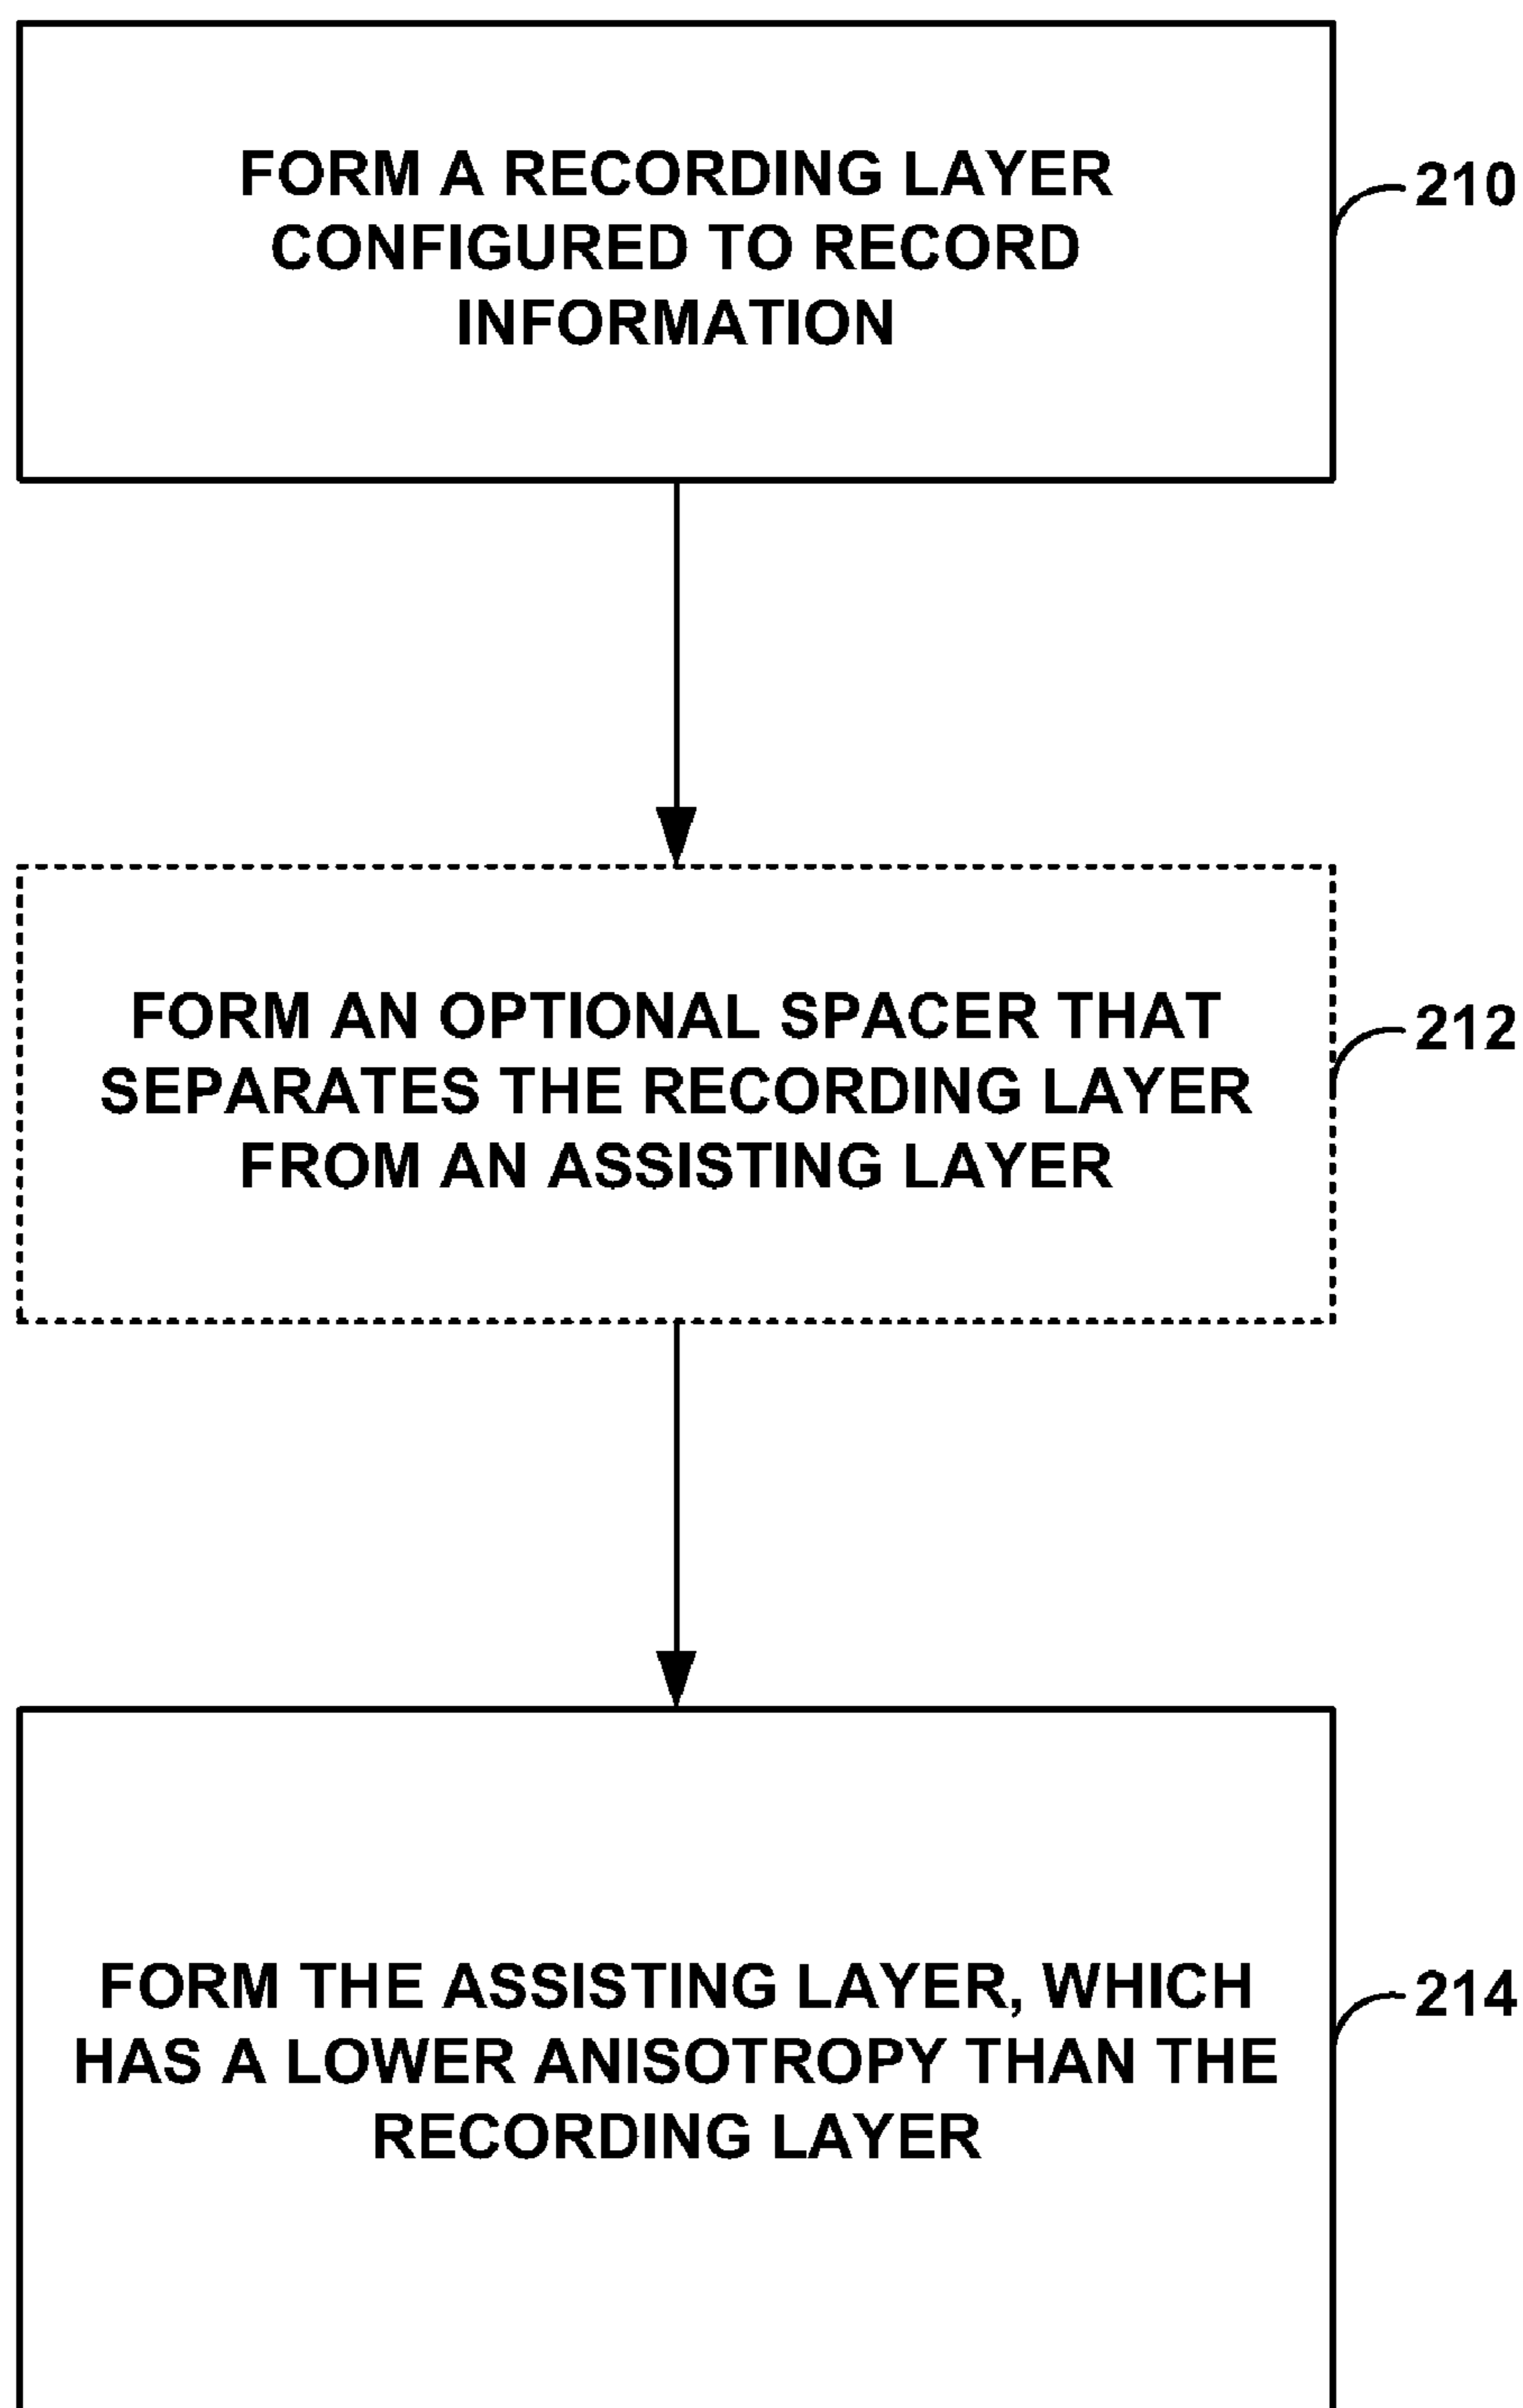 FORM A RECORDING LAYER
CONFIGURED TO RECORD
INFORMATION
210
FORM AN OPTIONAL SPACER THAT
SEPARATES THE RECORDING LAYER
FROM AN ASSISTING LAYER
212
FORM THE ASSISTING LAYER, WHICH
HAS A LOWER ANISOTROPY THAN THE
RECORDING LAYER
214